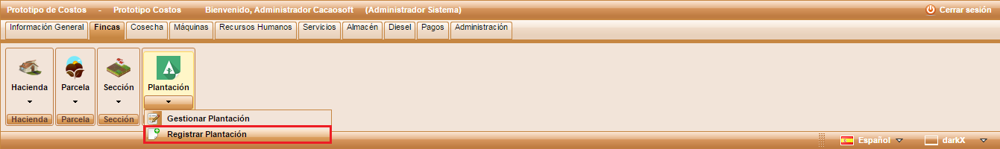 Prototipo de Costos - Prototipo Costos Bienvenido, Administrador Cacaosoft (Administrador Sistema) Cerrar sesión
Información General Fincas Cosecha Máquinas Recursos Humanos Servicios Almacén Diesel Pagos Administración
Hacienda Parcela Sección Plantación
Hacienda Parcela Sección
Gestionar Plantación
Registrar Plantación
Español darkX